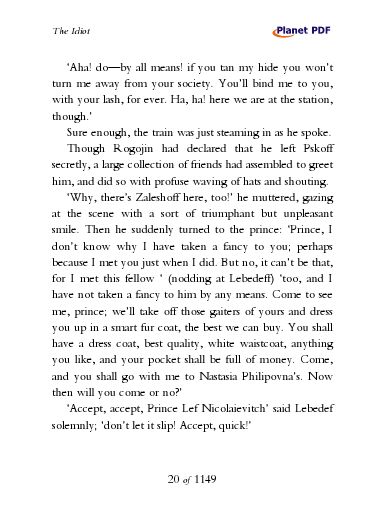 The Idiot
Planet PDF
‘Aha! do—by all means! if you tan my hide you won’t
turn me away from your society. You’ll bind me to you,
with your lash, for ever. Ha, ha! here we are at the station,
though.’
Sure enough, the train was just steaming in as he spoke.
Though Rogojin had declared that he left Pskoff
secretly, a large collection of friends had assembled to greet
him, and did so with profuse waving of hats and shouting.
‘Why, there’s Zaleshoff here, too!’ he muttered, gazing
at the scene with a sort of triumphant but unpleasant
smile. Then he suddenly turned to the prince: ‘Prince, I
don’t know why I have taken a fancy to you; perhaps
because I met you just when I did. But no, it can’t be that,
for I met this fellow ‘ (nodding at Lebedeff) ‘too, and I
have not taken a fancy to him by any means. Come to see
me, prince; we’ll take off those gaiters of yours and dress
you up in a smart fur coat, the best we can buy. You shall
have a dress coat, best quality, white waistcoat, anything
you like, and your pocket shall be full of money. Come,
and you shall go with me to Nastasia Philipovna’s. Now
then will you come or no?’
‘Accept, accept, Prince Lef Nicolaievitch’ said Lebedef
solemnly; ‘don’t let it slip! Accept, quick!’
20 of 1149